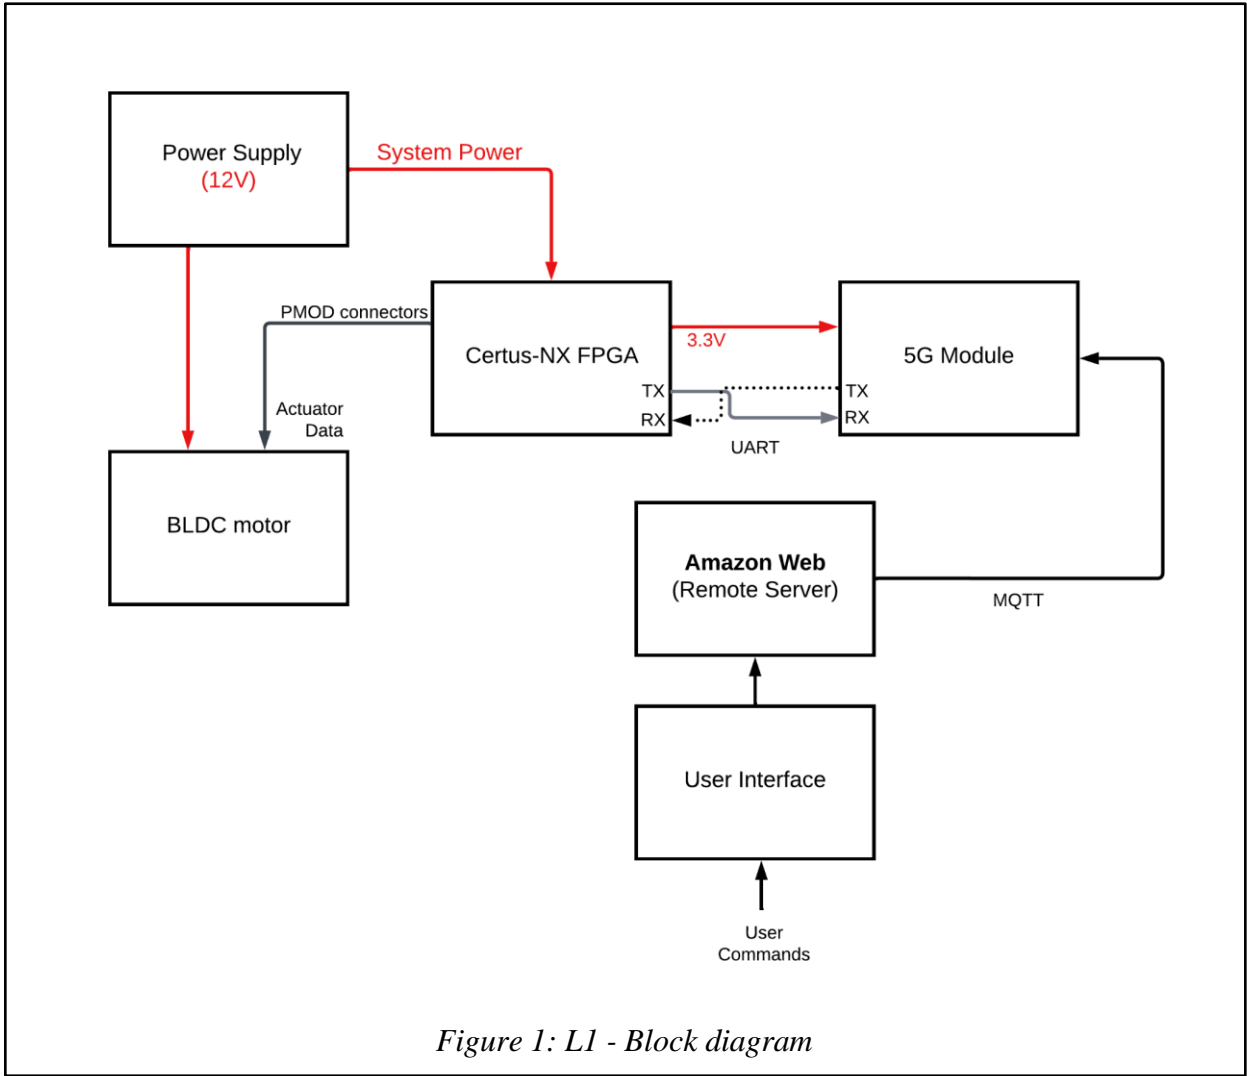 Power Supply
(12V)
System Power
PMOD connectors
Certus-NX FPGA
TX
RX
3.3V
5G Module
TX
RX
UART
Actuator
Data
BLDC motor
Amazon Web
(Remote Server)
MQTT
User Interface
User
Commands
Figure 1: L1 - Block diagram